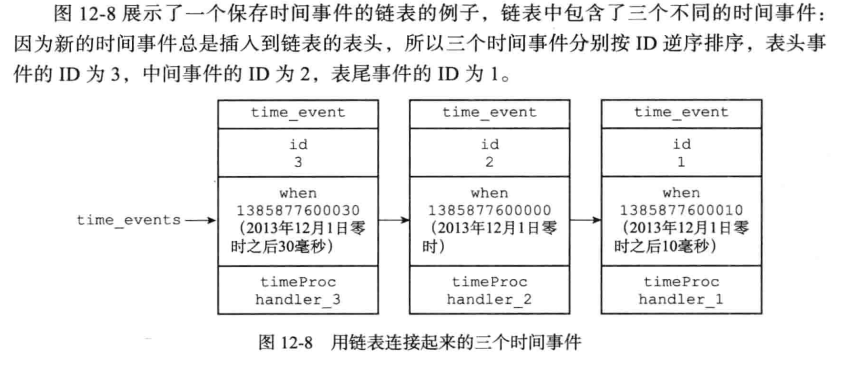 图 12-8 展示了一个保存时间事件的链表的例子，链表中包含了三个不同的时间事件：
因为新的时间事件总是插入到链表的表头，所以三个时间事件分别按 ID 逆序排序，表头事
件的 ID 为 3，中间事件的 ID 为 2，表尾事件的 ID 为 1。
time_events
time_event
id
3
when
1385877600030
（2013年12月1日零
时之后30毫秒）
timeProc
handler_3
time_event
id
2
when
1385877600000
（2013年12月1日零
时）
timeProc
handler_2
time_event
id
1
when
1385877600010
（2013年12月1日零
时之后10毫秒）
timeProc
handler_1
图 12-8 用链表连接起来的三个时间事件